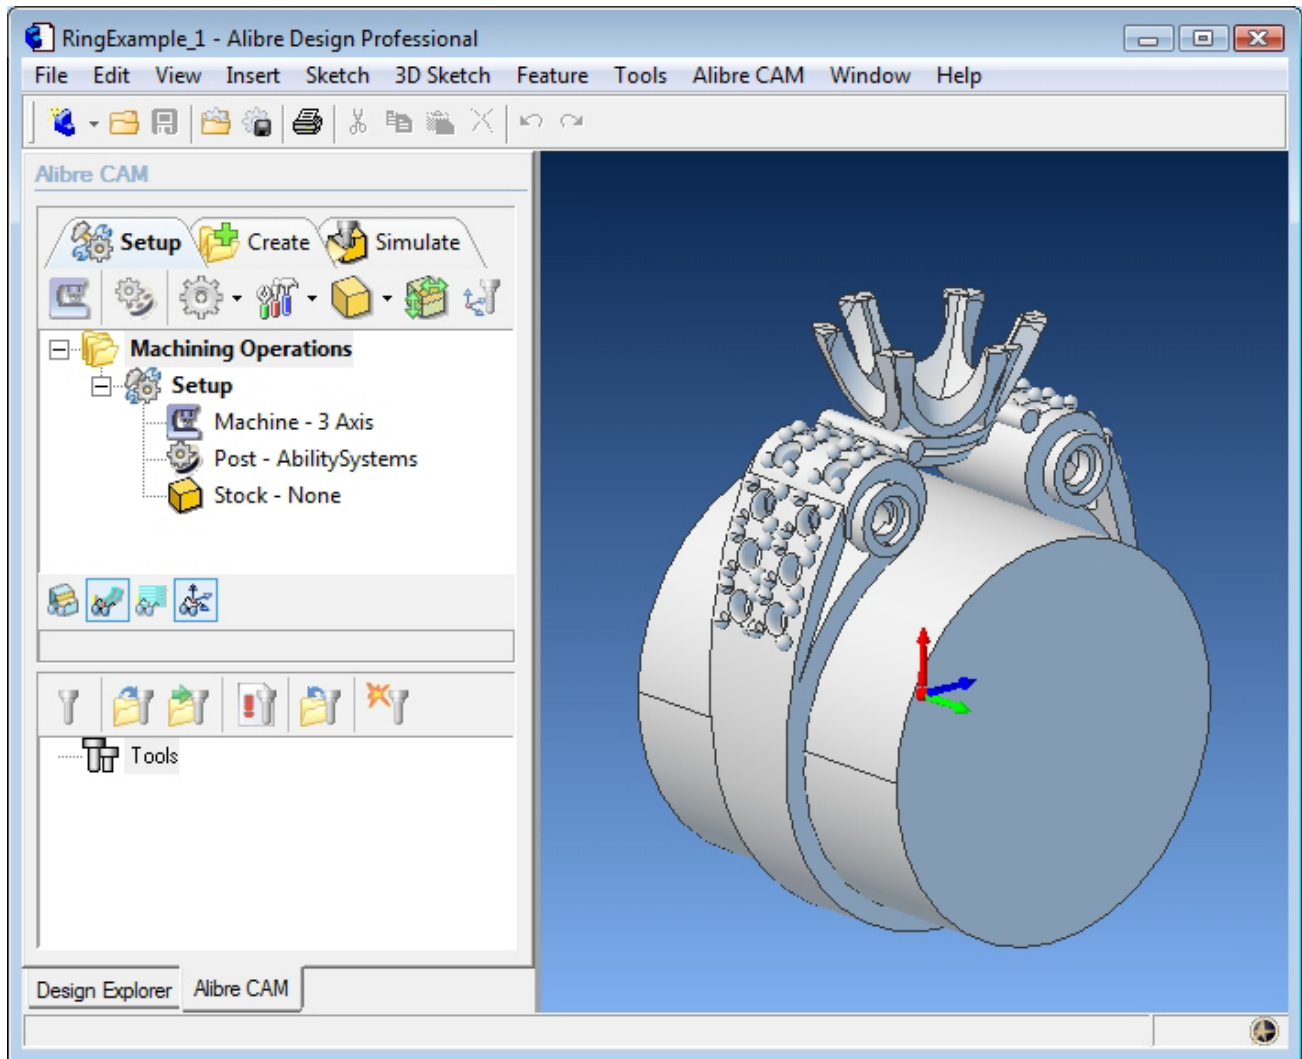 RingExample_1 - Alibre Design Professional
File Edit View Insert Sketch 3D Sketch Feature Tools Alibre CAM Window Help
Alibre CAM
Setup Create Simulate
Machining Operations
Setup
Machine - 3 Axis
Post - AbilitySystems
Stock - None
Tools
Design Explorer Alibre CAM